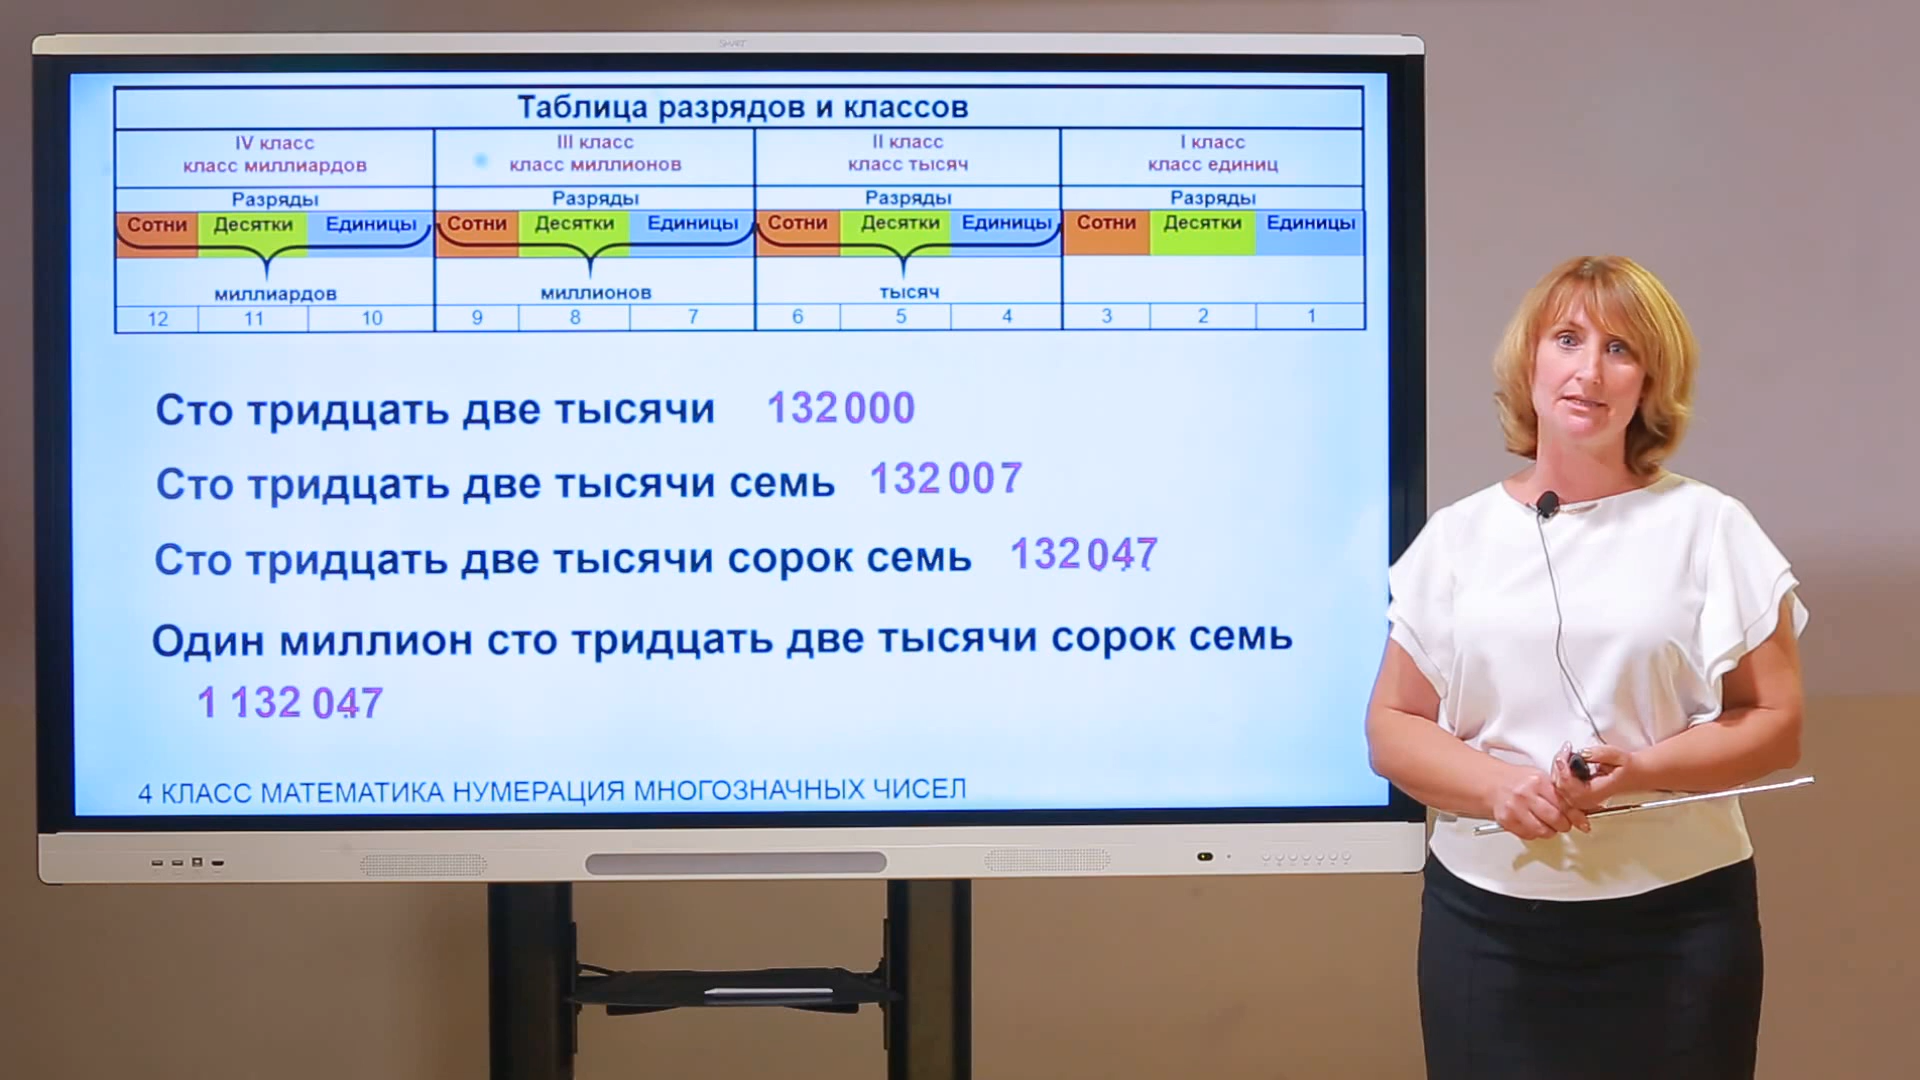 SMART
Таблица разрядов и классов
IV класс III класс II класс I класс
класс миллиардов класс миллионов класс тысяч класс единиц
Разряды Разряды Разряды Разряды
Сотни Десятки Единицы Сотни Десятки Единицы Сотни Десятки Единицы Сотни Десятки Единицы
миллиардов миллионов тысяч
12 11 10 9 8 7 6 5 4 3 2 1
Сто тридцать две тысячи 132 000
Сто тридцать две тысячи семь 132 007
Сто тридцать две тысячи сорок семь 132 047
Один миллион сто тридцать две тысячи сорок семь
1 132 047
4 КЛАСС МАТЕМАТИКА НУМЕРАЦИЯ МНОГОЗНАЧНЫХ ЧИСЕЛ